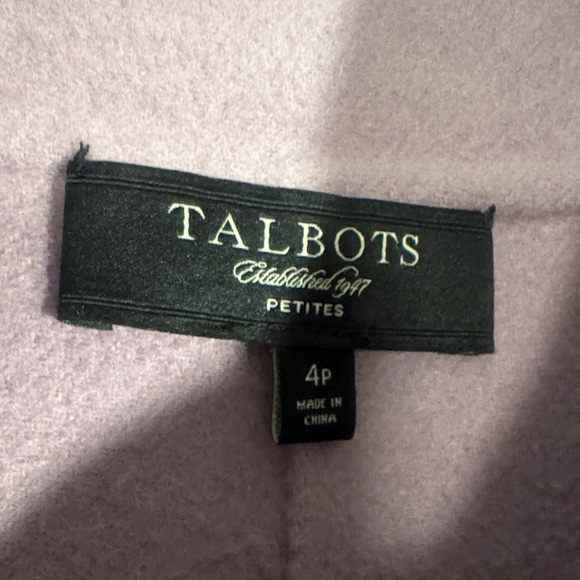 TALBOTS
Established 1947
PETITES
4P
MADE IN
CHINA